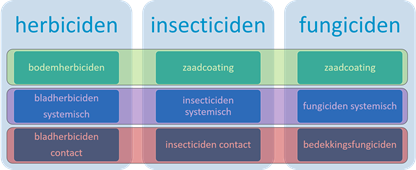 herbiciden insecticiden fungiciden
bodemherbiciden zaadcoating zaadcoating
bladherbiciden
systemisch
insecticiden
systemisch
fungiciden systemisch
bladherbiciden
contact
insecticiden contact
bedekkingsfungiciden